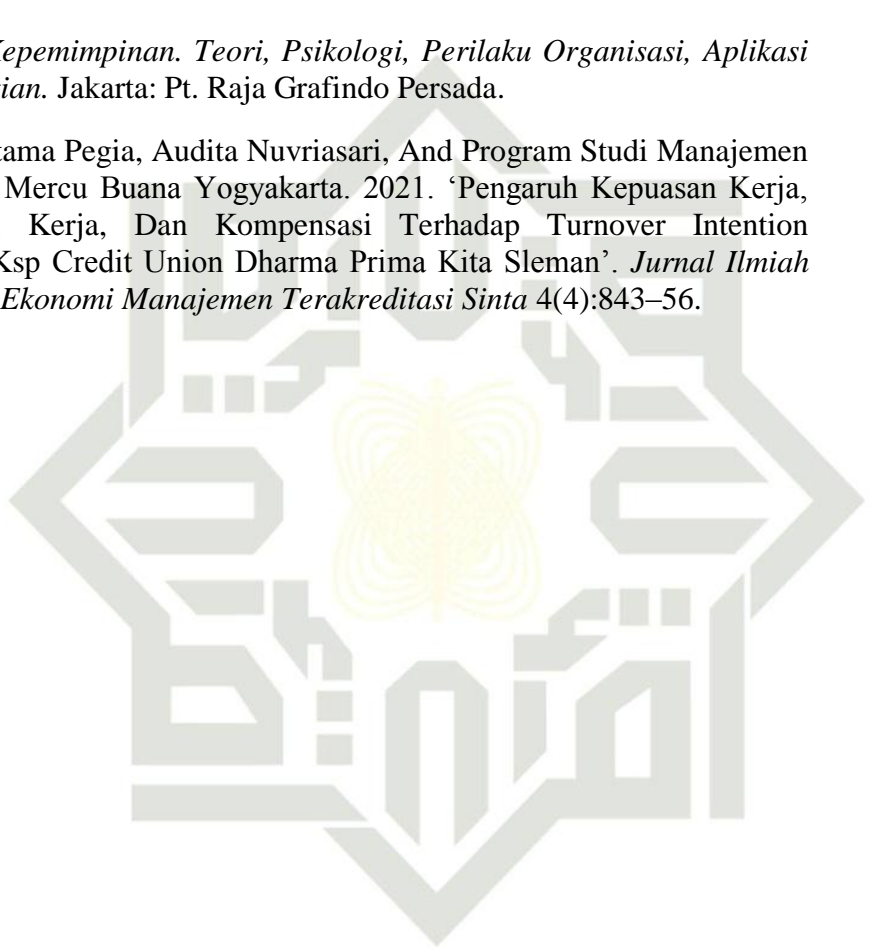 Kepemimpinan. Teori, Psikologi, Perilaku Organisasi, Aplikasi
Jakarta: Pt. Raja Grafindo Persada.
Pegia, Audita Nuvriasari, And Program Studi Manajemen
Mercu Buana Yogyakarta. 2021. ‘Pengaruh Kepuasan Kerja,
Kerja, Dan Kompensasi Terhadap Turnover Intention
Ksp Credit Union Dharma Prima Kita Sleman’. Jurnal Ilmiah
Ekonomi Manajemen Terakreditasi Sinta 4(4):843–56.